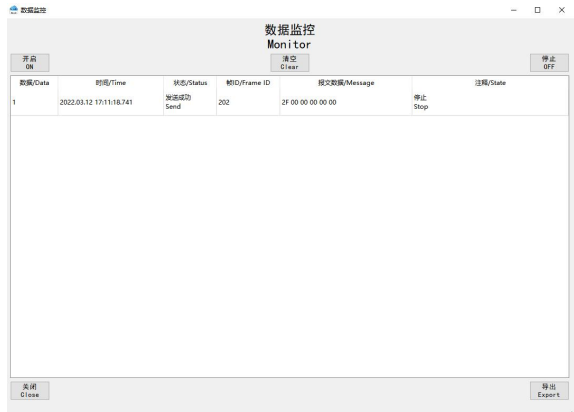 数据监控
数据监控
Monitor
开启
ON
清空
Clear
停止
OFF
数据/Data 时间/Time 状态/Status 帧ID/Frame ID 报文数据/Message 注释/State
1 2022.03.12 17:11:18.741 发送成功 Send 202 2F 00 00 00 00 00 停止 Stop
关闭
Close
导出
Export